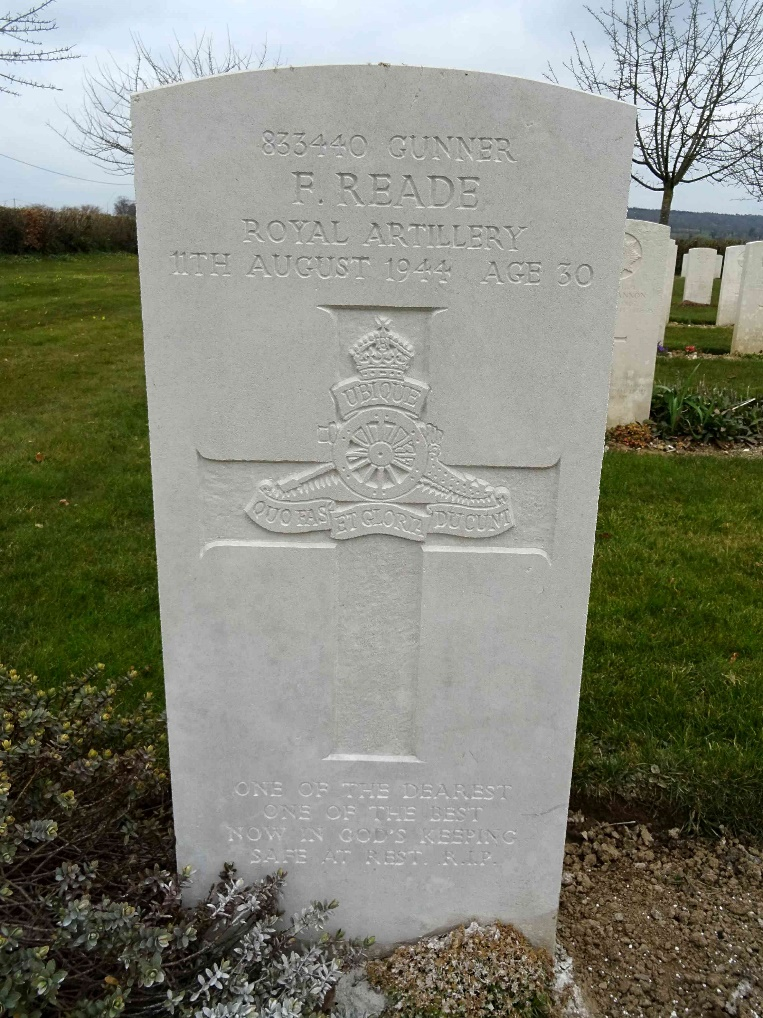 833440 GUNNER
F. READE
ROYAL ARTILLERY
11TH AUGUST 1944 AGE 30
UBIQUE
QUO FAS ET GLORIA DUCUNT
ONE OF THE DEAREST
ONE OF THE BEST
NOW IN GOD'S KEEPING
SAFE AT REST. R.I.P.